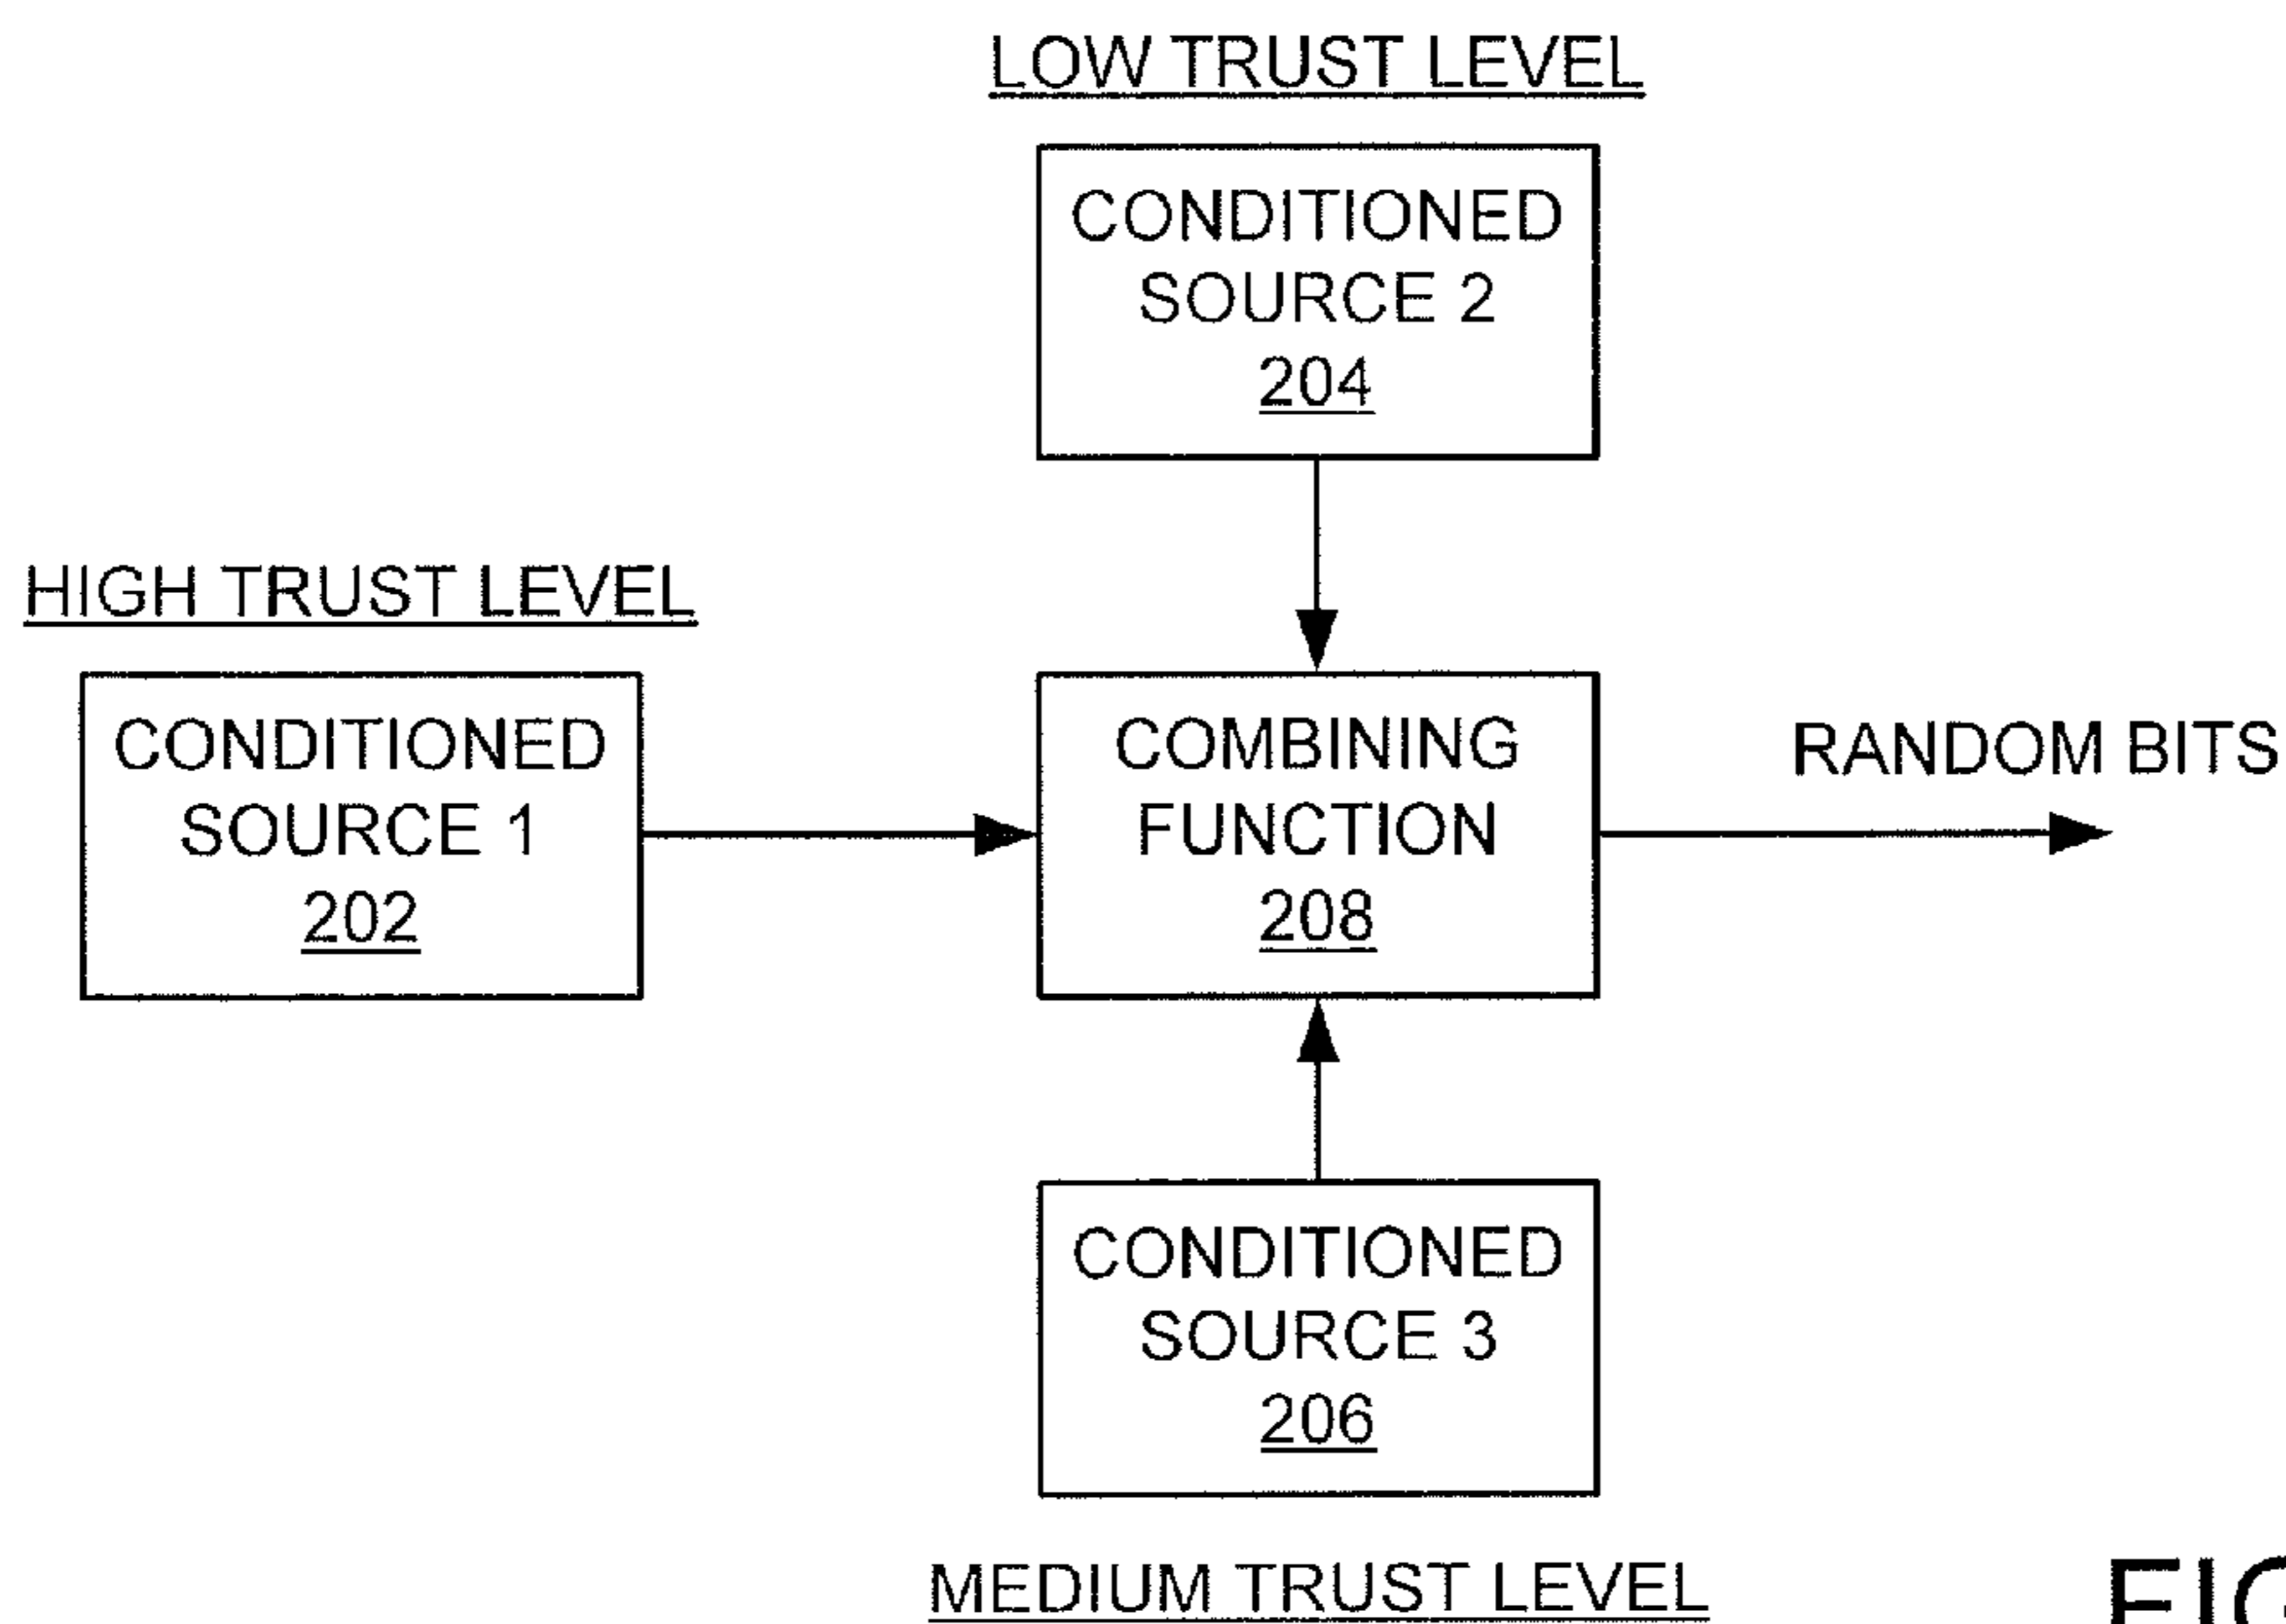 LOW TRUST LEVEL
CONDITIONED
SOURCE 2
204
HIGH TRUST LEVEL
CONDITIONED
SOURCE 1
202
COMBINING
FUNCTION
208
RANDOM BITS
CONDITIONED
SOURCE 3
206
MEDIUM TRUST LEVEL